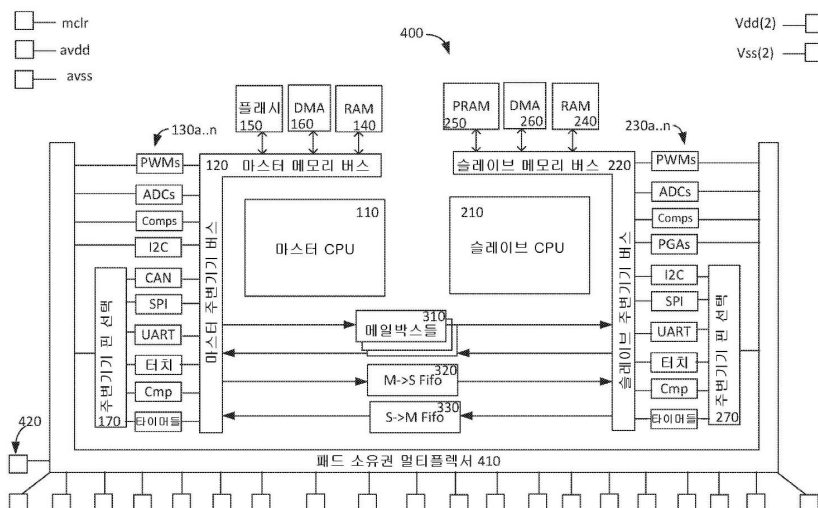 mclr
avdd
avss
400
Vdd(2)
Vss(2)
130a..n
플래시
150
DMA
160
RAM
140
PRAM
250
DMA
260
RAM
240
230a..n
120
마스터 메모리 버스
슬레이브 메모리 버스
220
PWMs
ADCs
Comps
I2C
CAN
SPI
UART
터치
Cmp
타이머들
주변기기 핀 선택
170
마스터 주변기기 버스
110
마스터 CPU
210
슬레이브 CPU
310
메일박스들
320
M->S Fifo
330
S->M Fifo
슬레이브 주변기기 버스
PWMs
ADCs
Comps
PGAs
I2C
SPI
UART
터치
Cmp
타이머들
주변기기 핀 선택
270
420
패드 소유권 멀티플렉서 410